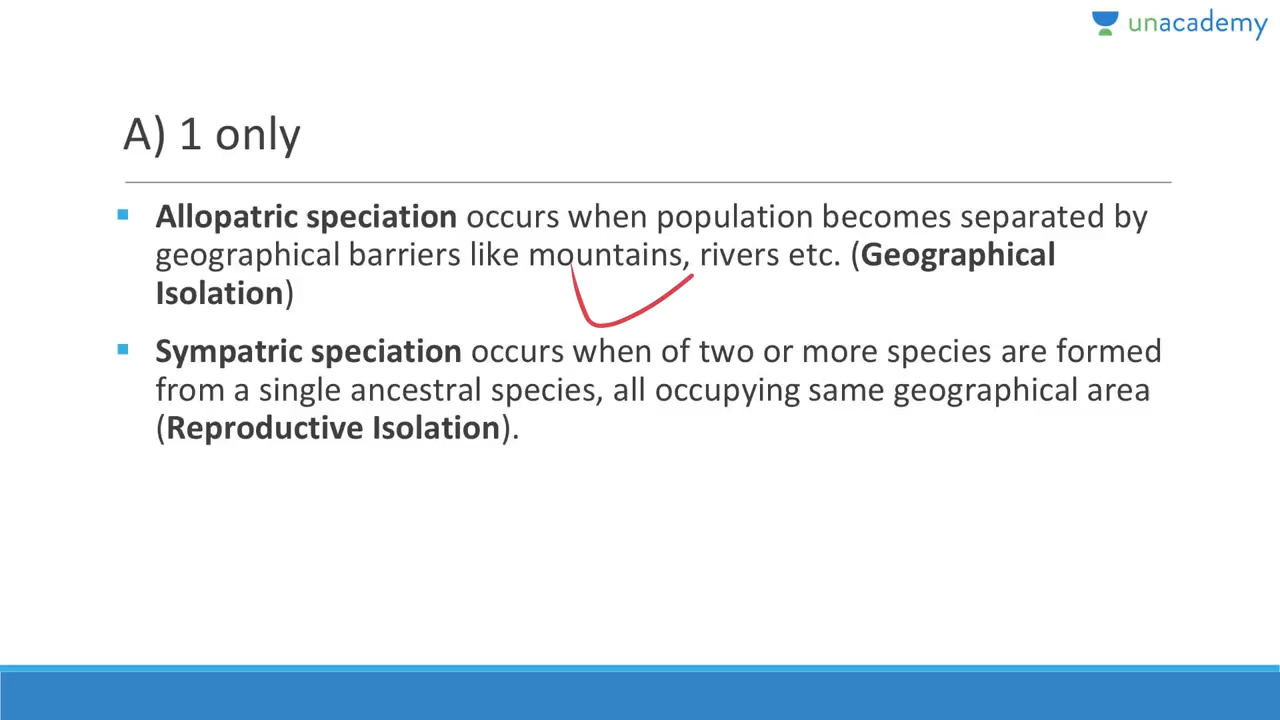 unacademy
A) 1 only
Allopatric speciation occurs when population becomes separated by
geographical barriers like mountains, rivers etc. (Geographical
Isolation)
Sympatric speciation occurs when of two or more species are formed
from a single ancestral species, all occupying same geographical area
(Reproductive Isolation).